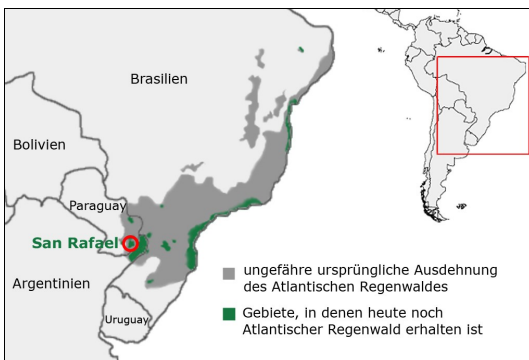 Brasilien
Bolivien
Paraguay
San Rafael
Argentinien
Uruguay
ungefähre ursprüngliche Ausdehnung
des Atlantischen Regenwaldes
Gebiete, in denen heute noch
Atlantischer Regenwald erhalten ist